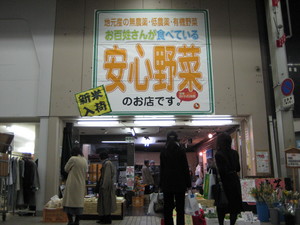 地元産の無農薬・低農薬・有機野菜
お百姓さんが食べている
安心野菜
のお店です。
新米
入荷